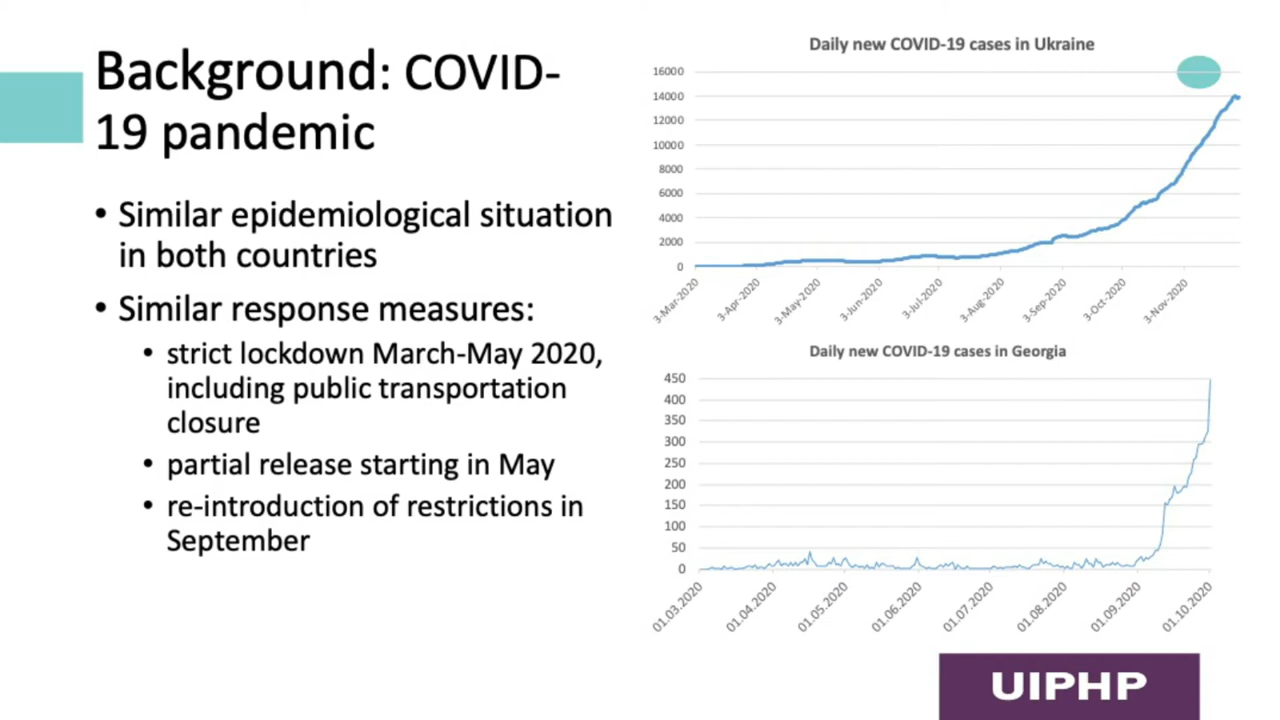 Background: COVID-
19 pandemic
• Similar epidemiological situation
in both countries
• Similar response measures:
• strict lockdown March-May 2020,
including public transportation
closure
• partial release starting in May
• re-introduction of restrictions in
September
Daily new COVID-19 cases in Ukraine
16000
14000
12000
10000
8000
6000
4000
2000
0
3-Mar-2020
3-Apr-2020
3-May-2020
3-Jun-2020
3-Jul-2020
3-Aug-2020
3-Sep-2020
3-Oct-2020
3-Nov-2020
Daily new COVID-19 cases in Georgia
450
400
350
300
250
200
150
100
50
0
01.03.2020
01.04.2020
01.05.2020
01.06.2020
01.07.2020
01.08.2020
01.09.2020
01.10.2020
UIPHP